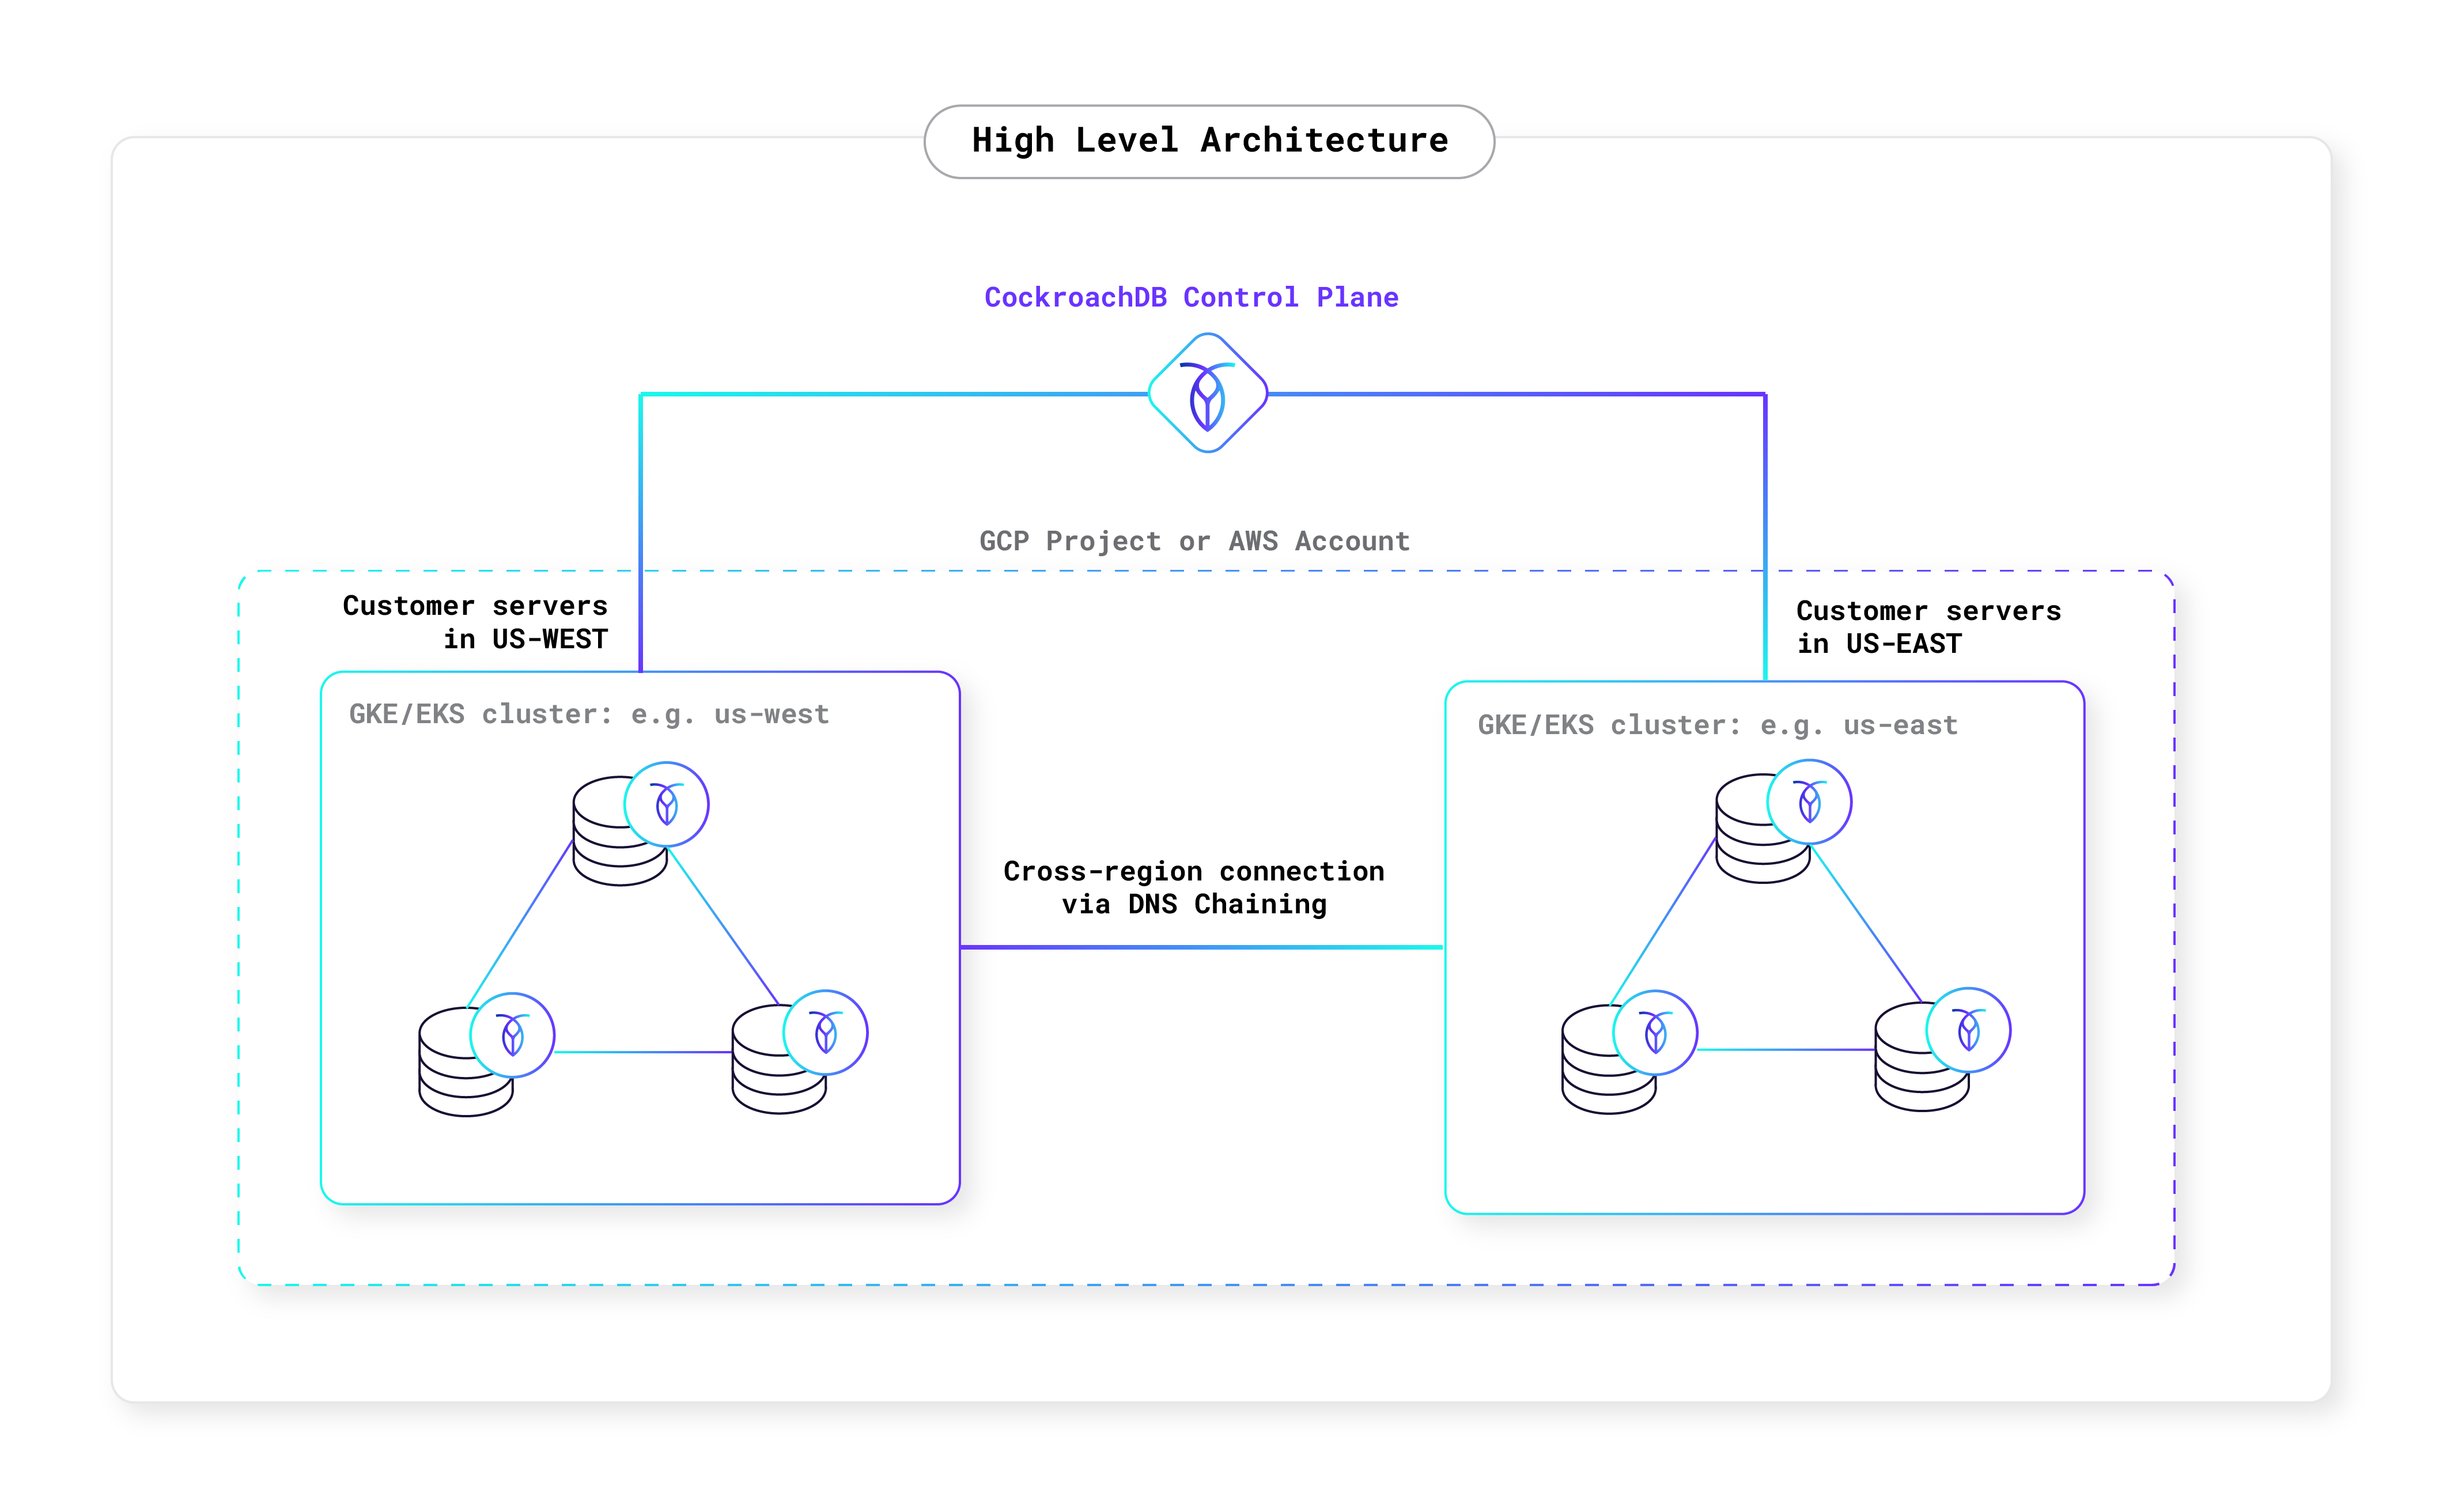 High Level Architecture
CockroachDB Control Plane
GCP Project or AWS Account
Customer servers
in US-WEST
Customer servers
in US-EAST
GKE/EKS cluster: e.g. us-west
GKE/EKS cluster: e.g. us-east
Cross-region connection
via DNS Chaining